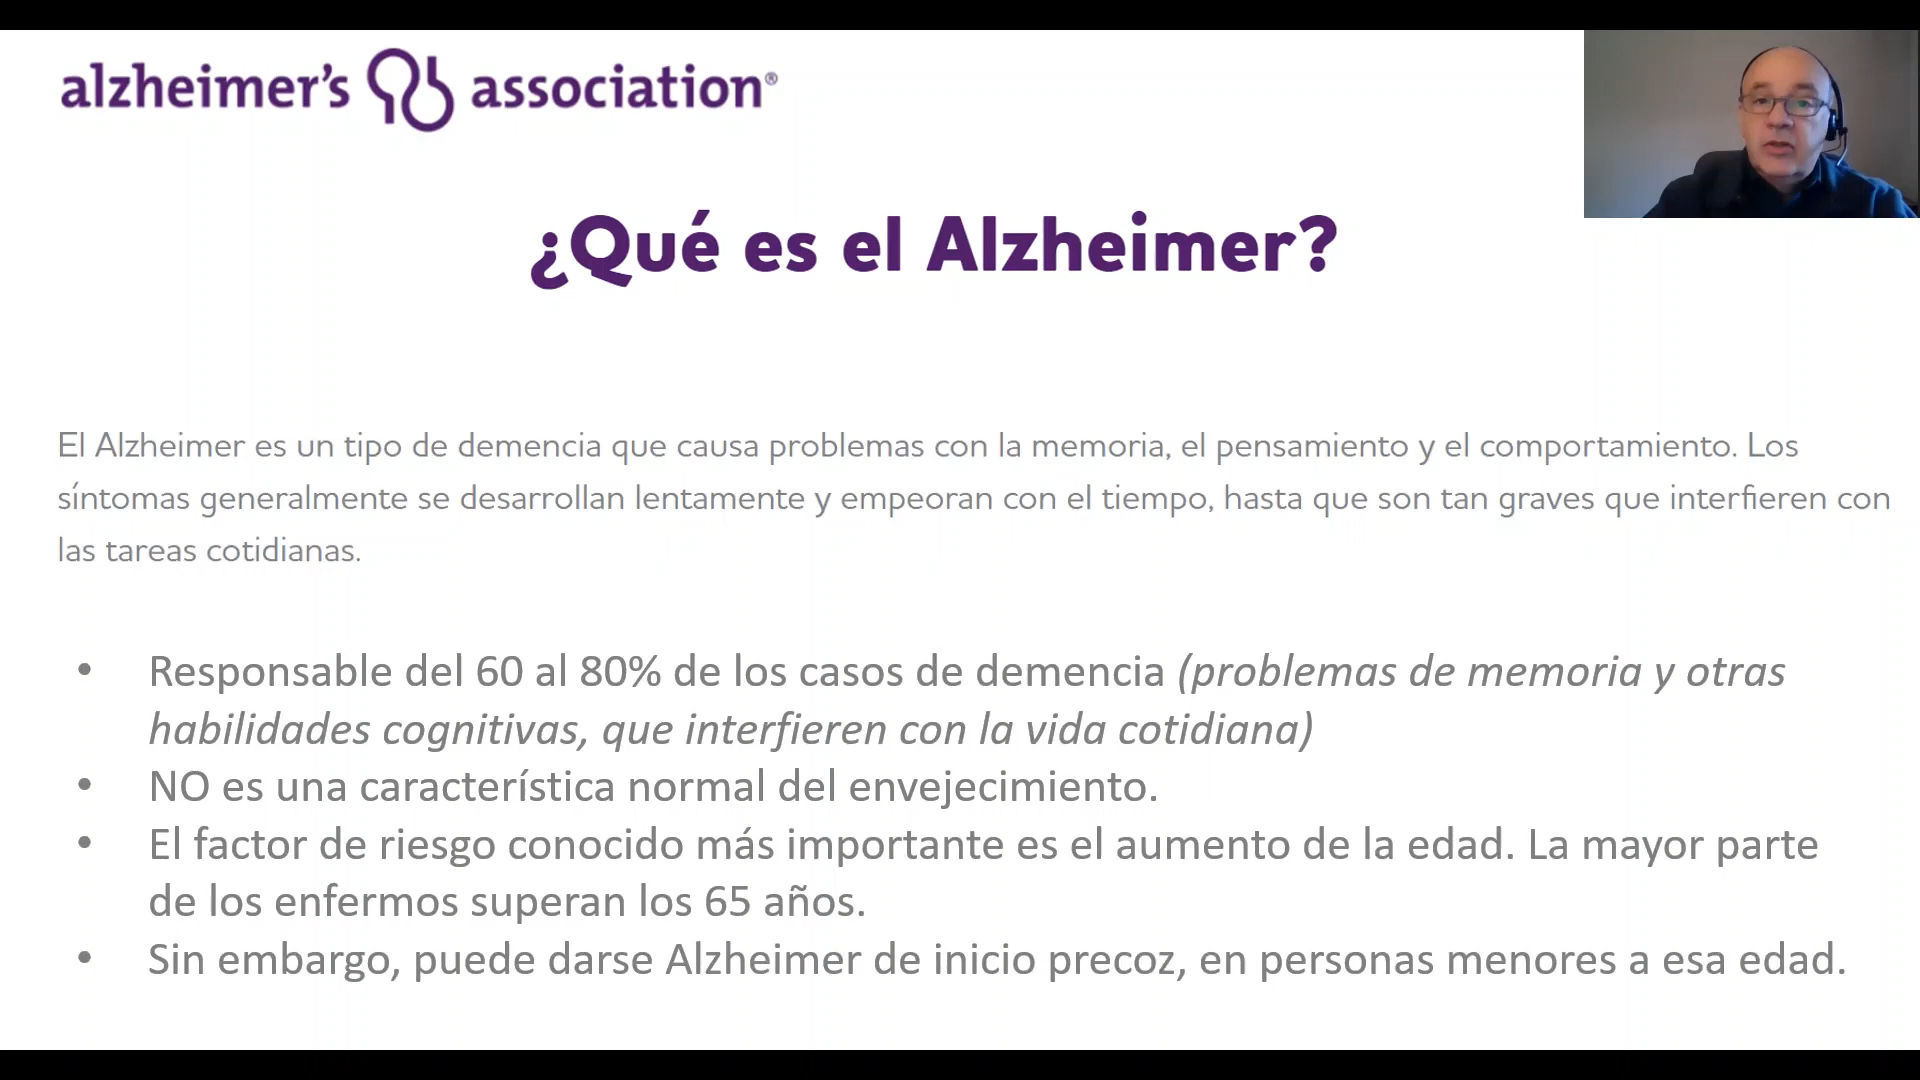 alzheimer's association®
¿Qué es el Alzheimer?
El Alzheimer es un tipo de demencia que causa problemas con la memoria, el pensamiento y el comportamiento. Los
síntomas generalmente se desarrollan lentamente y empeoran con el tiempo, hasta que son tan graves que interfieren con
las tareas cotidianas.
• Responsable del 60 al 80% de los casos de demencia (problemas de memoria y otras
habilidades cognitivas, que interfieren con la vida cotidiana)
• NO es una característica normal del envejecimiento.
• El factor de riesgo conocido más importante es el aumento de la edad. La mayor parte
de los enfermos superan los 65 años.
• Sin embargo, puede darse Alzheimer de inicio precoz, en personas menores a esa edad.